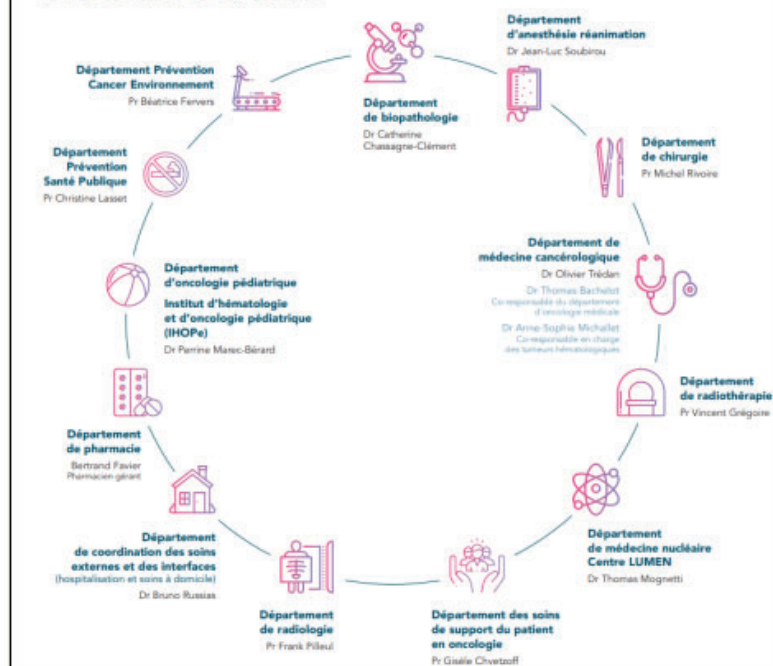 Département
d'anesthésie réanimation
Dr Jean-Luc Soubirou
Département Prévention
Cancer Environnement
Pr Béatrice Fervers
Département
de biopathologie
Dr Catherine
Chassagne-Clément
Département
de chirurgie
Pr Michel Rivoire
Département
Prévention
Santé Publique
Pr Christine Lasset
Département de
médecine cancérologique
Dr Olivier Trédan
Dr Thomas Bachelot
Co-responsable du département
d'oncologie médicale
Dr Anne-Sophie Michallet
Co-responsable en charge
des tumeurs hématologiques
Département
d'oncologie pédiatrique
Institut d'hématologie
et d'oncologie pédiatrique
(IHOPe)
Dr Perrine Marec-Bérard
Département
de radiothérapie
Pr Vincent Grégoire
Département
de pharmacie
Bertrand Favier
Pharmacien gérant
Département
de médecine nucléaire
Centre LUMEN
Dr Thomas Mognetti
Département
de coordination des soins
externes et des interfaces
(hospitalisation et soins à domicile)
Dr Bruno Russias
Département
de radiologie
Pr Frank Pilleul
Département des soins
de support du patient
en oncologie
Pr Gisèle Chvetzoff